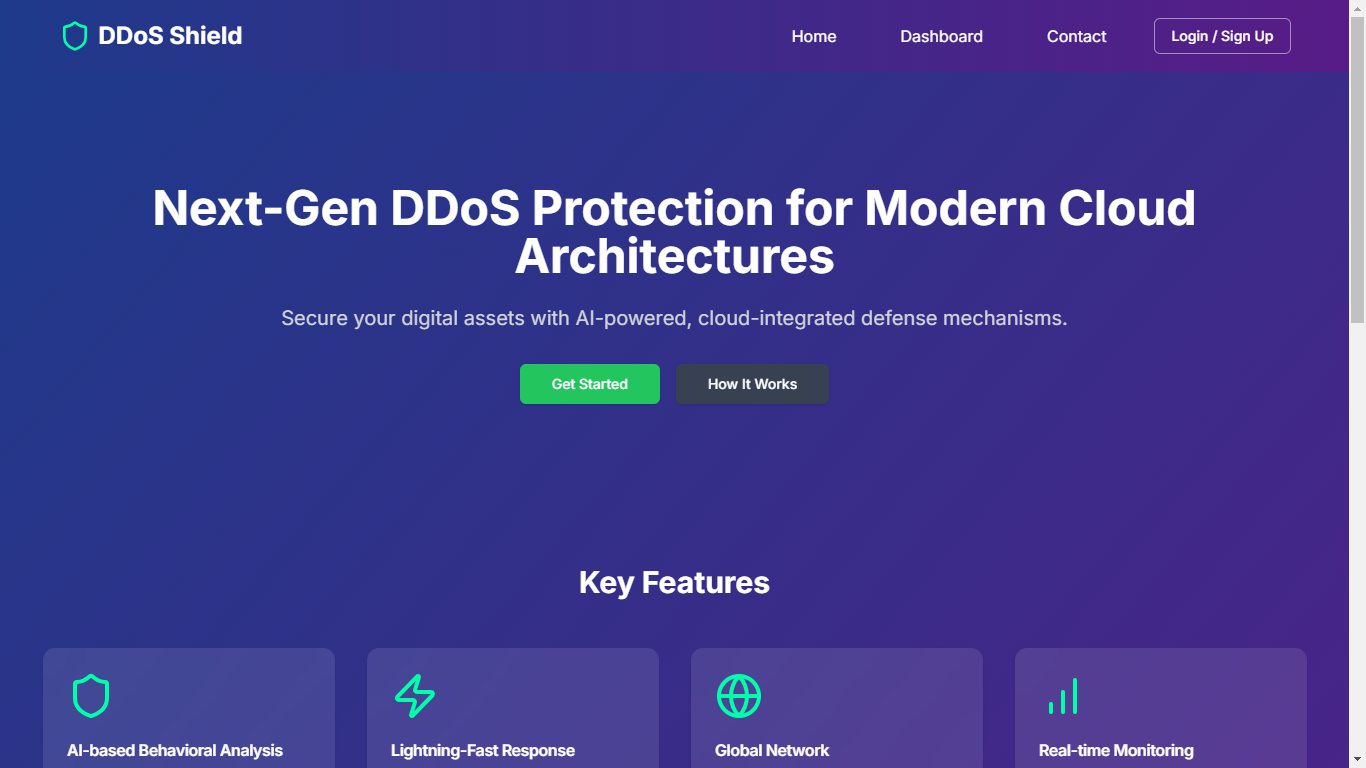 DDoS Shield
Home
Dashboard
Contact
Login / Sign Up
Next-Gen DDoS Protection for Modern Cloud
Architectures
Secure your digital assets with AI-powered, cloud-integrated defense mechanisms.
Get Started
How It Works
Key Features
AI-based Behavioral Analysis
Lightning-Fast Response
Global Network
Real-time Monitoring